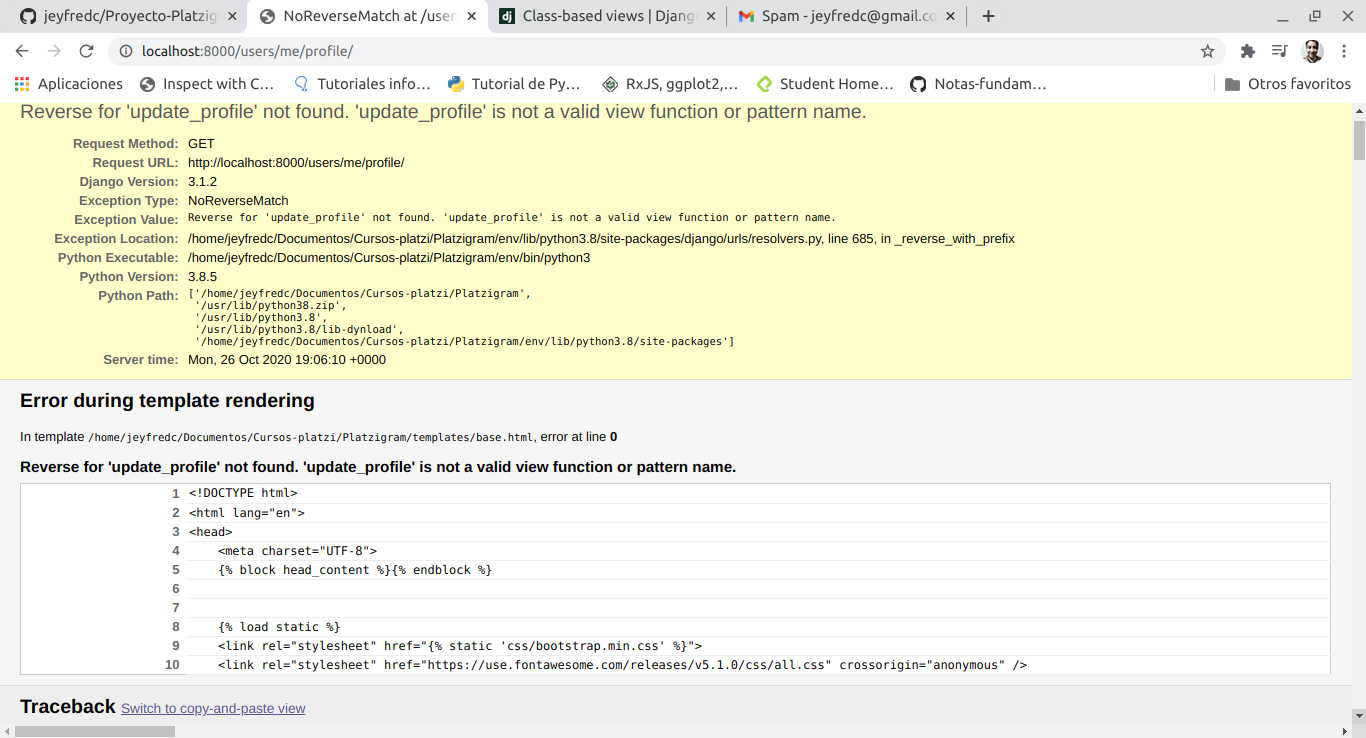 jeyfredc/Proyecto-Platzig
NoReverseMatch at /users
Class-based views | Djang
Spam - jeyfredc@gmail.co
localhost:8000/users/me/profile/
Aplicaciones
Inspect with C...
Tutoriales info...
Tutorial de Py...
RxJS, ggplot2,...
Student Home...
Notas-fundam...
Otros favoritos
Reverse for 'update_profile' not found. 'update_profile' is not a valid view function or pattern name.
Request Method: GET
Request URL: http://localhost:8000/users/me/profile/
Django Version: 3.1.2
Exception Type: NoReverseMatch
Exception Value: Reverse for 'update_profile' not found. 'update_profile' is not a valid view function or pattern name.
Exception Location: /home/jeyfredc/Documentos/Cursos-platzi/Platzigram/env/lib/python3.8/site-packages/django/urls/resolvers.py, line 685, in _reverse_with_prefix
Python Executable: /home/jeyfredc/Documentos/Cursos-platzi/Platzigram/env/bin/python3
Python Version: 3.8.5
Python Path: ['/home/jeyfredc/Documentos/Cursos-platzi/Platzigram',
'/usr/lib/python38.zip',
'/usr/lib/python3.8',
'/usr/lib/python3.8/lib-dynload',
'/home/jeyfredc/Documentos/Cursos-platzi/Platzigram/env/lib/python3.8/site-packages']
Server time: Mon, 26 Oct 2020 19:06:10 +0000
Error during template rendering
In template /home/jeyfredc/Documentos/Cursos-platzi/Platzigram/templates/base.html, error at line 0
Reverse for 'update_profile' not found. 'update_profile' is not a valid view function or pattern name.
1 <!DOCTYPE html>
2 <html lang="en">
3 <head>
4 <meta charset="UTF-8">
5 {% block head_content %}{% endblock %}
6
7
8 {% load static %}
9 <link rel="stylesheet" href="{% static 'css/bootstrap.min.css' %}">
10 <link rel="stylesheet" href="https://use.fontawesome.com/releases/v5.1.0/css/all.css" crossorigin="anonymous" />
Traceback Switch to copy-and-paste view